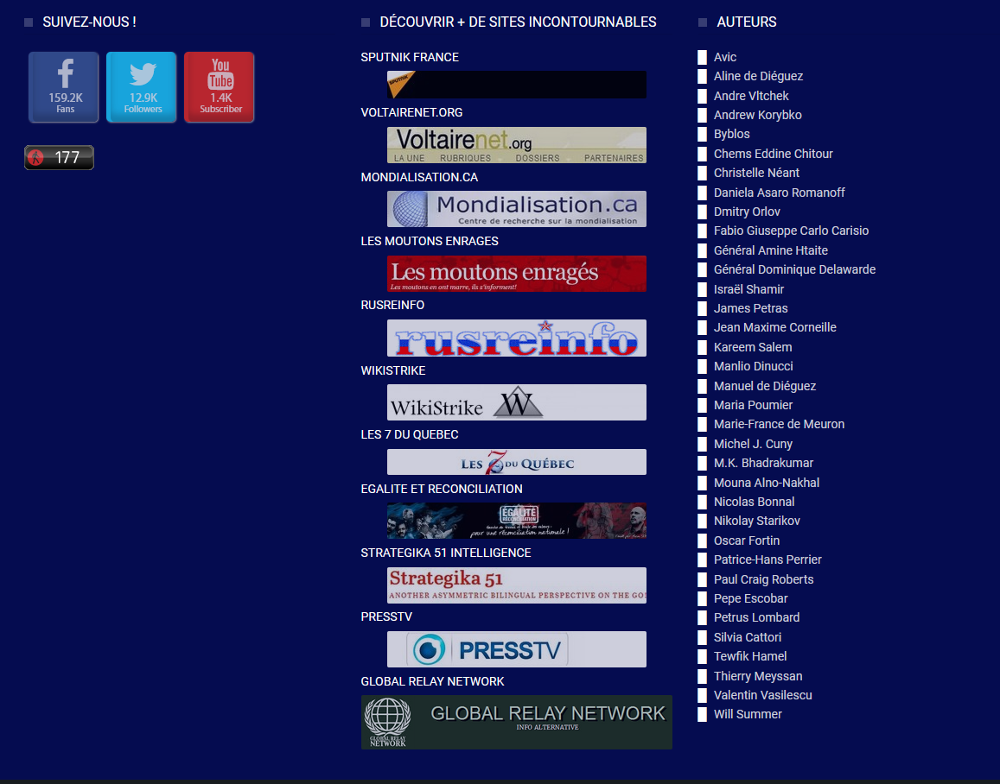 SUIVEZ-NOUS !
159.2K
Fans
12.9K
Followers
You
Tube
1.4K
Subscriber
177
DÉCOUVRIR + DE SITES INCONTOURNABLES
SPUTNIK FRANCE
SPUTNIK
VOLTAIRENET.ORG
Voltairenet.org
LA UNE RUBRIQUES DOSSIERS PARTENAIRES
MONDIALISATION.CA
Mondialisation.ca
Centre de recherche sur la mondialisation
LES MOUTONS ENRAGES
Les moutons enragés
Les moutons en ont marre, ils s'informent!
RUSREINFO
rusreinfo
WIKISTRIKE
WikiStrike W
LES 7 DU QUEBEC
LES 7 DU QUÉBEC
EGALITE ET RECONCILIATION
ÉGALITÉ
RÉCONCILIATION
pour une réconciliation nationale !
STRATEGIKA 51 INTELLIGENCE
Strategika 51
ANOTHER ASYMMETRIC BILINGUAL PERSPECTIVE ON THE GO!
PRESSTV
PRESSTV
GLOBAL RELAY NETWORK
GLOBAL RELAY NETWORK
INFO ALTERNATIVE
GLOBAL RELAY
NETWORK
AUTEURS
Avic
Aline de Diéguez
Andre Vltchek
Andrew Korybko
Byblos
Chems Eddine Chitour
Christelle Néant
Daniela Asaro Romanoff
Dmitry Orlov
Fabio Giuseppe Carlo Carisio
Général Amine Htaite
Général Dominique Delawarde
Israël Shamir
James Petras
Jean Maxime Corneille
Kareem Salem
Manlio Dinucci
Manuel de Diéguez
Maria Poumier
Marie-France de Meuron
Michel J. Cuny
M.K. Bhadrakumar
Mouna Alno-Nakhal
Nicolas Bonnal
Nikolay Starikov
Oscar Fortin
Patrice-Hans Perrier
Paul Craig Roberts
Pepe Escobar
Petrus Lombard
Silvia Cattori
Tewfik Hamel
Thierry Meyssan
Valentin Vasilescu
Will Summer